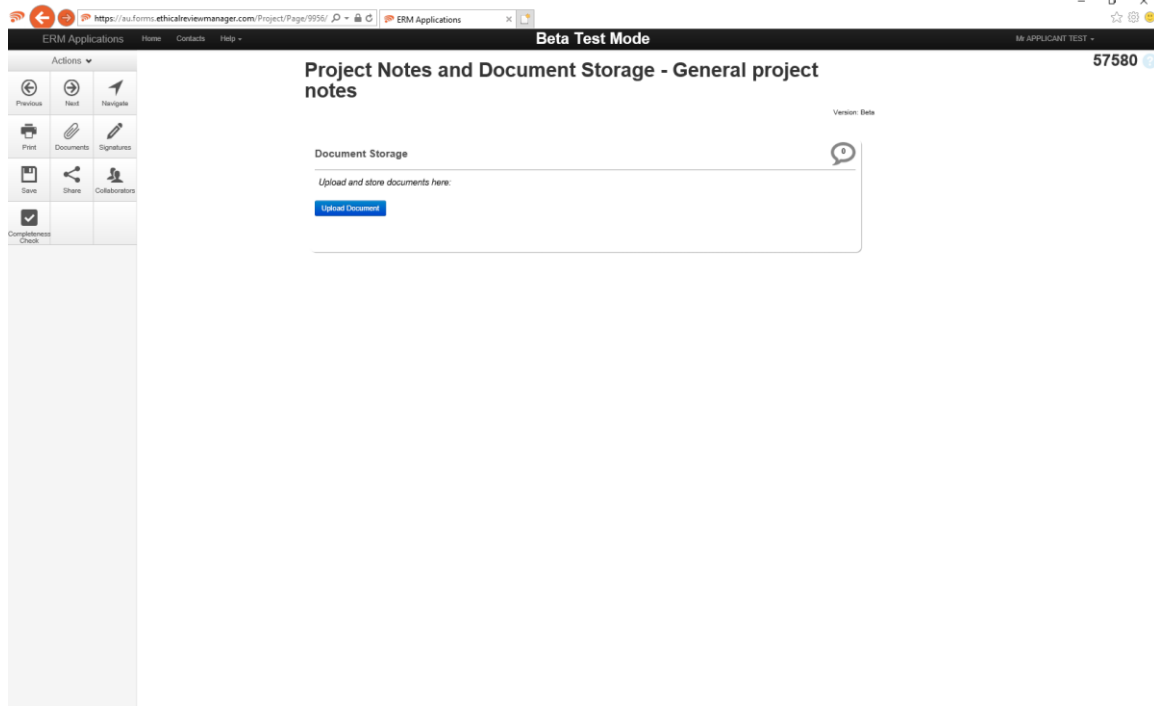 https://au.forms.ethicalreviewmanager.com/Project/Page/9956/
ERM Applications
ERM Applications Home Contacts Help
Beta Test Mode
Mr APPLICANT TEST
Actions
57580
Project Notes and Document Storage - General project
notes
Version: Beta
Previous Next Navigate
Print Documents Signatures
Save Share Collaborators
Completeness
Check
Document Storage
0
Upload and store documents here:
Upload Document